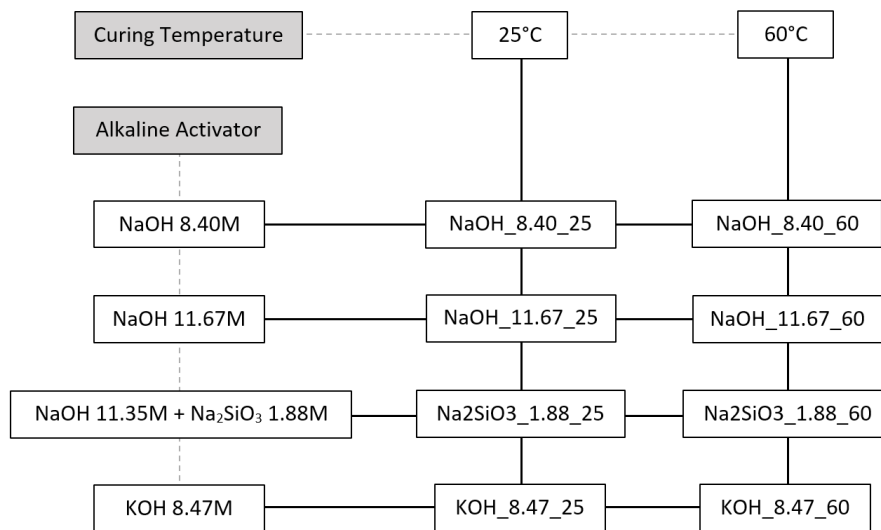 Curing Temperature
25°C
60°C
Alkaline Activator
NaOH 8.40M
NaOH_8.40_25
NaOH_8.40_60
NaOH 11.67M
NaOH_11.67_25
NaOH_11.67_60
NaOH 11.35M + Na₂SiO₃ 1.88M
Na2SiO3_1.88_25
Na2SiO3_1.88_60
KOH 8.47M
KOH_8.47_25
KOH_8.47_60